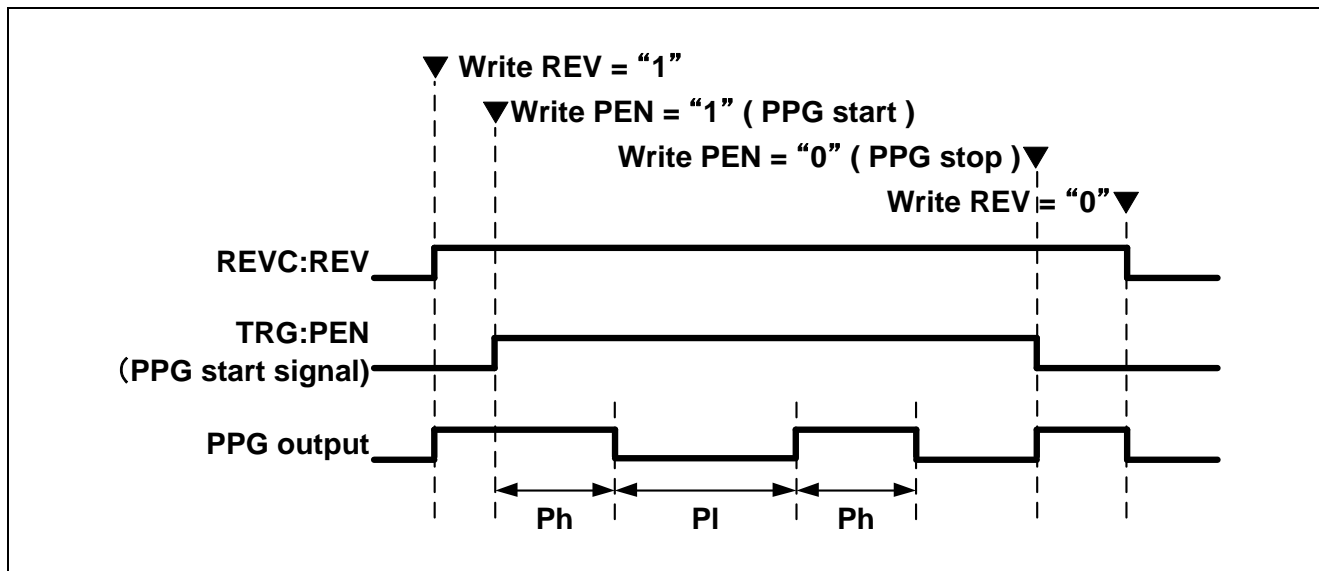 ▼ Write REV = “1”
▼Write PEN = “1” ( PPG start )
Write PEN = “0” ( PPG stop )▼
Write REV = “0”▼
REVC:REV
TRG:PEN
（PPG start signal)
PPG output
Ph Pl Ph